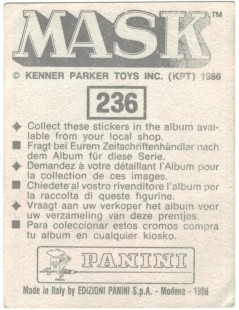 MASK™
© KENNER PARKER TOYS INC. (KPT) 1986
236
Collect these stickers in the album avai-
lable from your local shop.
Fragt bei Eurem Zeitschriftenhändler nach
dem Album für diese Serie.
Demandez à votre détaillant l'Album pour
la collection de ces images.
Chiedete al vostro rivenditore l'album per
la raccolta di queste figurine.
Vraagt aan uw verkoper het album voor
uw verzameling van deze prentjes.
Para coleccionar estos cromos compra
tu album en cualquier kiosko.
PANINI
Made in Italy by EDIZIONI PANINI S.p.A. - Modena - 1986